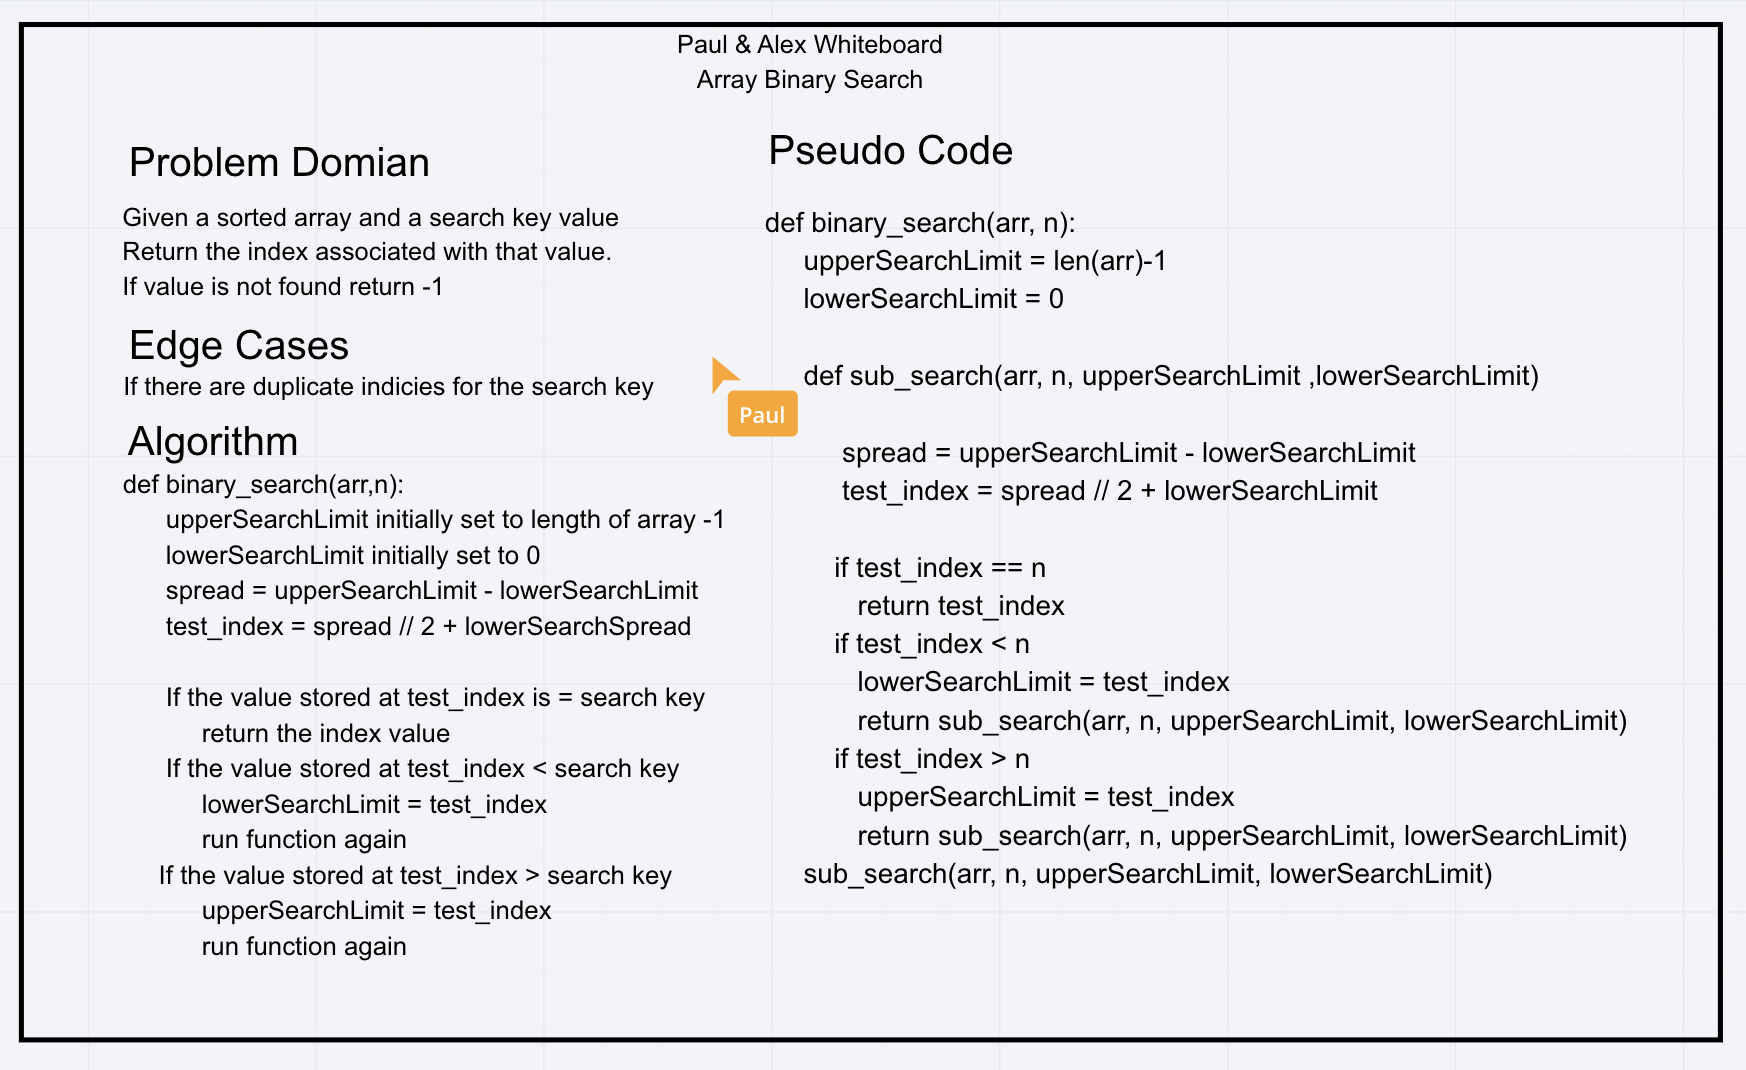 Paul & Alex Whiteboard
Array Binary Search
Problem Domian
Given a sorted array and a search key value
Return the index associated with that value.
If value is not found return -1
Edge Cases
If there are duplicate indicies for the search key
Algorithm
def binary_search(arr,n):
upperSearchLimit initially set to length of array -1
lowerSearchLimit initially set to 0
spread = upperSearchLimit - lowerSearchLimit
test_index = spread // 2 + lowerSearchSpread
If the value stored at test_index is = search key
return the index value
If the value stored at test_index < search key
lowerSearchLimit = test_index
run function again
If the value stored at test_index > search key
upperSearchLimit = test_index
run function again
Pseudo Code
def binary_search(arr, n):
upperSearchLimit = len(arr)-1
lowerSearchLimit = 0
def sub_search(arr, n, upperSearchLimit ,lowerSearchLimit)
Paul
spread = upperSearchLimit - lowerSearchLimit
test_index = spread // 2 + lowerSearchLimit
if test_index == n
return test_index
if test_index < n
lowerSearchLimit = test_index
return sub_search(arr, n, upperSearchLimit, lowerSearchLimit)
if test_index > n
upperSearchLimit = test_index
return sub_search(arr, n, upperSearchLimit, lowerSearchLimit)
sub_search(arr, n, upperSearchLimit, lowerSearchLimit)